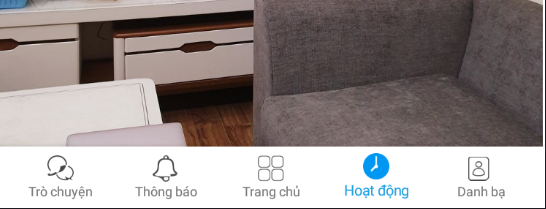 Trò chuyện
Thông báo
Trang chủ
Hoạt động
Danh bạ